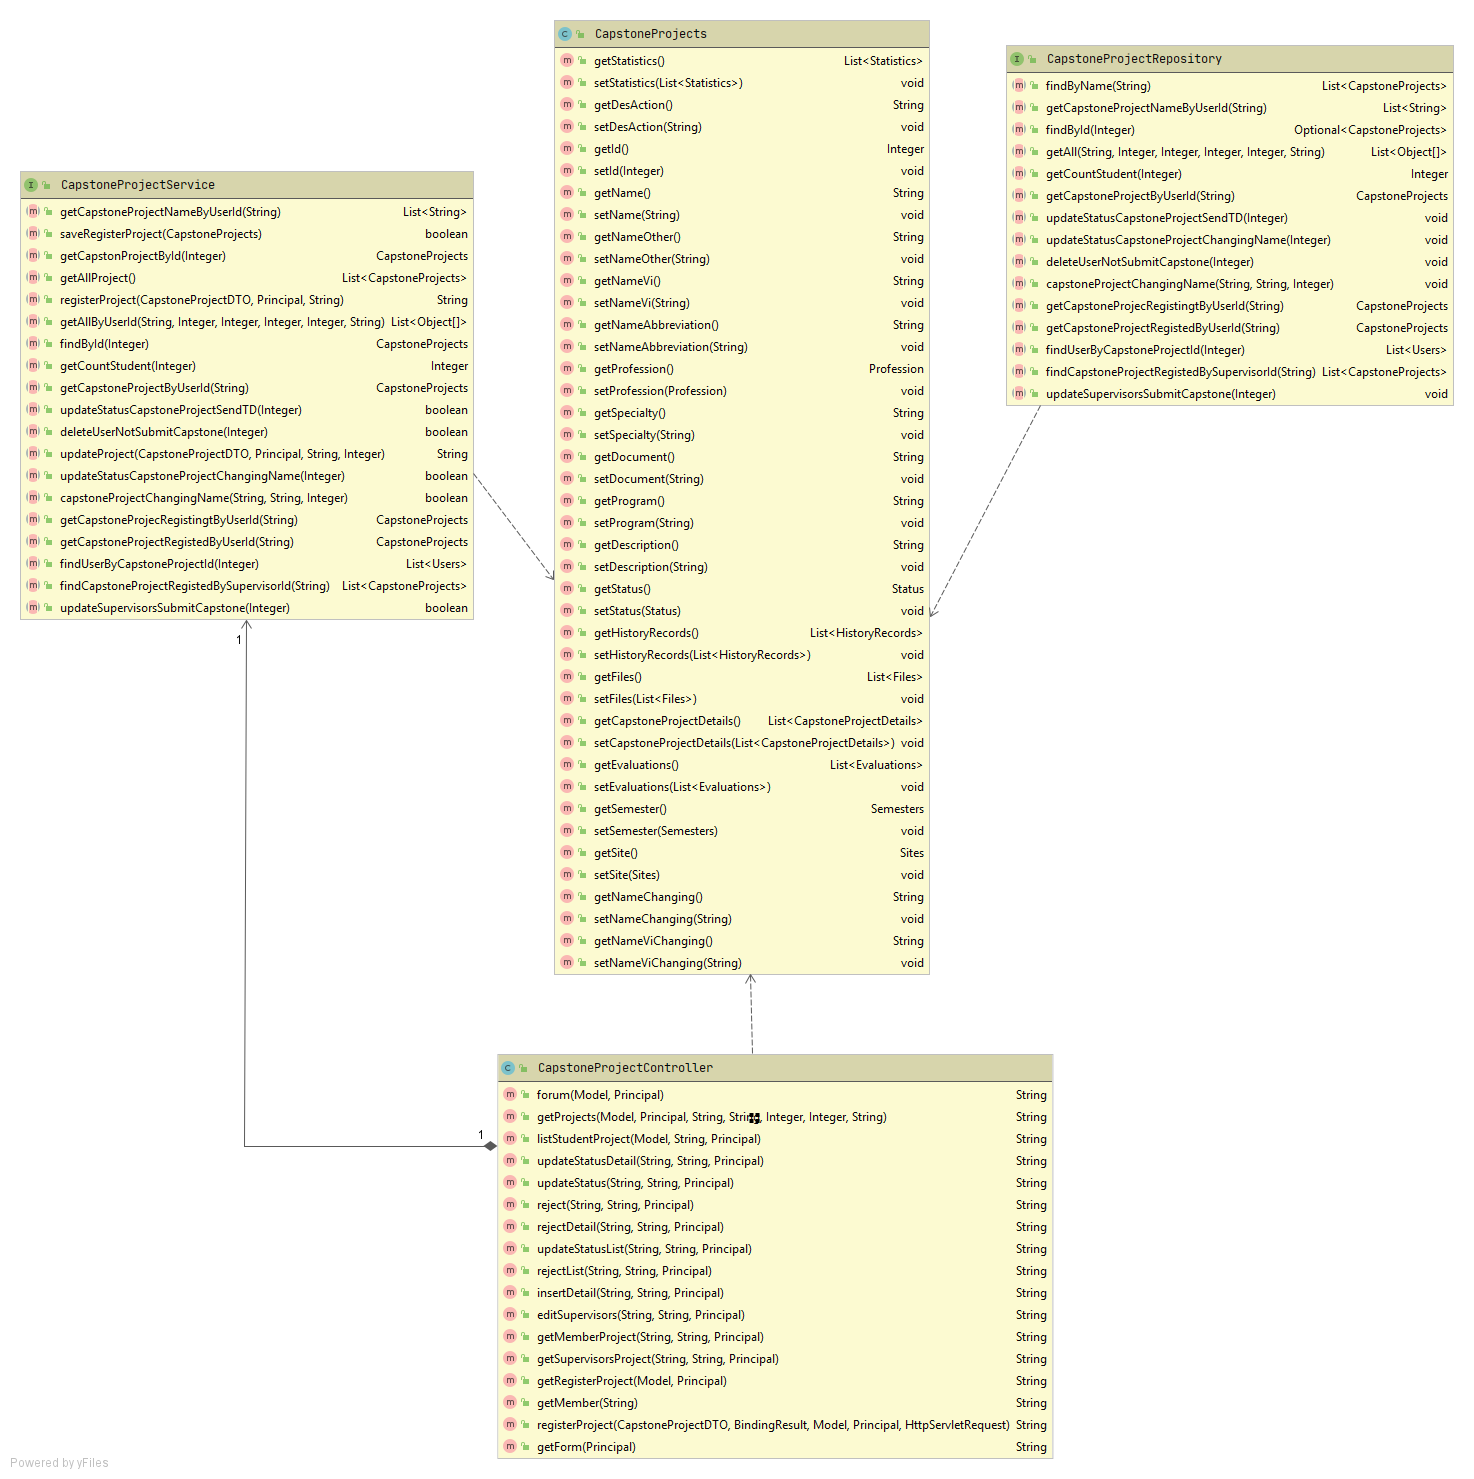 CapstoneProjects
getStatistics() List<Statistics>
setStatistics(List<Statistics>) void
getDesAction() String
setDesAction(String) void
getId() Integer
setId(Integer) void
getName() String
setName(String) void
getNameOther() String
setNameOther(String) void
getNameVi() String
setNameVi(String) void
getNameAbbreviation() String
setNameAbbreviation(String) void
getProfession() Profession
setProfession(Profession) void
getSpecialty() String
setSpecialty(String) void
getDocument() String
setDocument(String) void
getProgram() String
setProgram(String) void
getDescription() String
setDescription(String) void
getStatus() Status
setStatus(Status) void
getHistoryRecords() List<HistoryRecords>
setHistoryRecords(List<HistoryRecords>) void
getFiles() List<Files>
setFiles(List<Files>) void
getCapstoneProjectDetails() List<CapstoneProjectDetails>
setCapstoneProjectDetails(List<CapstoneProjectDetails>) void
getEvaluations() List<Evaluations>
setEvaluations(List<Evaluations>) void
getSemester() Semesters
setSemester(Semesters) void
getSite() Sites
setSite(Sites) void
getNameChanging() String
setNameChanging(String) void
getNameViChanging() String
setNameViChanging(String) void
CapstoneProjectRepository
findByName(String) List<CapstoneProjects>
getCapstoneProjectNameByUserId(String) List<String>
findById(Integer) Optional<CapstoneProjects>
getAll(String, Integer, Integer, Integer, Integer, String) List<Object[]>
getCountStudent(Integer) Integer
getCapstoneProjectByUserId(String) CapstoneProjects
updateStatusCapstoneProjectSendTD(Integer) void
updateStatusCapstoneProjectChangingName(Integer) void
deleteUserNotSubmitCapstone(Integer) void
capstoneProjectChangingName(String, String, Integer) void
getCapstoneProjecRegistingtByUserId(String) CapstoneProjects
getCapstoneProjectRegistedByUserId(String) CapstoneProjects
findUserByCapstoneProjectId(Integer) List<Users>
findCapstoneProjectRegistedBySupervisorId(String) List<CapstoneProjects>
updateSupervisorsSubmitCapstone(Integer) void
CapstoneProjectService
getCapstoneProjectNameByUserId(String) List<String>
saveRegisterProject(CapstoneProjects) boolean
getCapstonProjectById(Integer) CapstoneProjects
getAllProject() List<CapstoneProjects>
registerProject(CapstoneProjectDTO, Principal, String) String
getAllByUserId(String, Integer, Integer, Integer, Integer, String) List<Object[]>
findById(Integer) CapstoneProjects
getCountStudent(Integer) Integer
getCapstoneProjectByUserId(String) CapstoneProjects
updateStatusCapstoneProjectSendTD(Integer) boolean
deleteUserNotSubmitCapstone(Integer) boolean
updateProject(CapstoneProjectDTO, Principal, String, Integer) String
updateStatusCapstoneProjectChangingName(Integer) boolean
capstoneProjectChangingName(String, String, Integer) boolean
getCapstoneProjecRegistingtByUserId(String) CapstoneProjects
getCapstoneProjectRegistedByUserId(String) CapstoneProjects
findUserByCapstoneProjectId(Integer) List<Users>
findCapstoneProjectRegistedBySupervisorId(String) List<CapstoneProjects>
updateSupervisorsSubmitCapstone(Integer) boolean
1
1
CapstoneProjectController
forum(Model, Principal) String
getProjects(Model, Principal, String, String, Integer, Integer, String) String
listStudentProject(Model, String, Principal) String
updateStatusDetail(String, String, Principal) String
updateStatus(String, String, Principal) String
reject(String, String, Principal) String
rejectDetail(String, String, Principal) String
updateStatusList(String, String, Principal) String
rejectList(String, String, Principal) String
insertDetail(String, String, Principal) String
editSupervisors(String, String, Principal) String
getMemberProject(String, String, Principal) String
getSupervisorsProject(String, String, Principal) String
getRegisterProject(Model, Principal) String
getMember(String) String
registerProject(CapstoneProjectDTO, BindingResult, Model, Principal, HttpServletRequest) String
getForm(Principal) String
Powered by yFiles